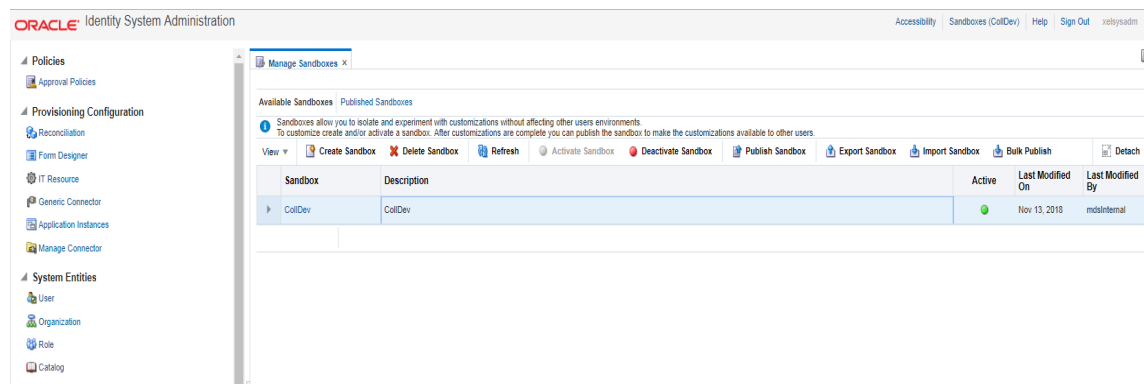 ORACLE Identity System Administration
Accessibility Sandboxes (CollDev) Help Sign Out xelsysadm
Policies
Approval Policies
Provisioning Configuration
Reconciliation
Form Designer
IT Resource
Generic Connector
Application Instances
Manage Connector
System Entities
User
Organization
Role
Catalog
Manage Sandboxes ×
Available Sandboxes Published Sandboxes
Sandboxes allow you to isolate and experiment with customizations without affecting other users environments.
To customize create and/or activate a sandbox. After customizations are complete you can publish the sandbox to make the customizations available to other users.
View Create Sandbox Delete Sandbox Refresh Activate Sandbox Deactivate Sandbox Publish Sandbox Export Sandbox Import Sandbox Bulk Publish Detach
Sandbox Description Active Last Modified On Last Modified By
CollDev CollDev Nov 13, 2018 mdsInternal